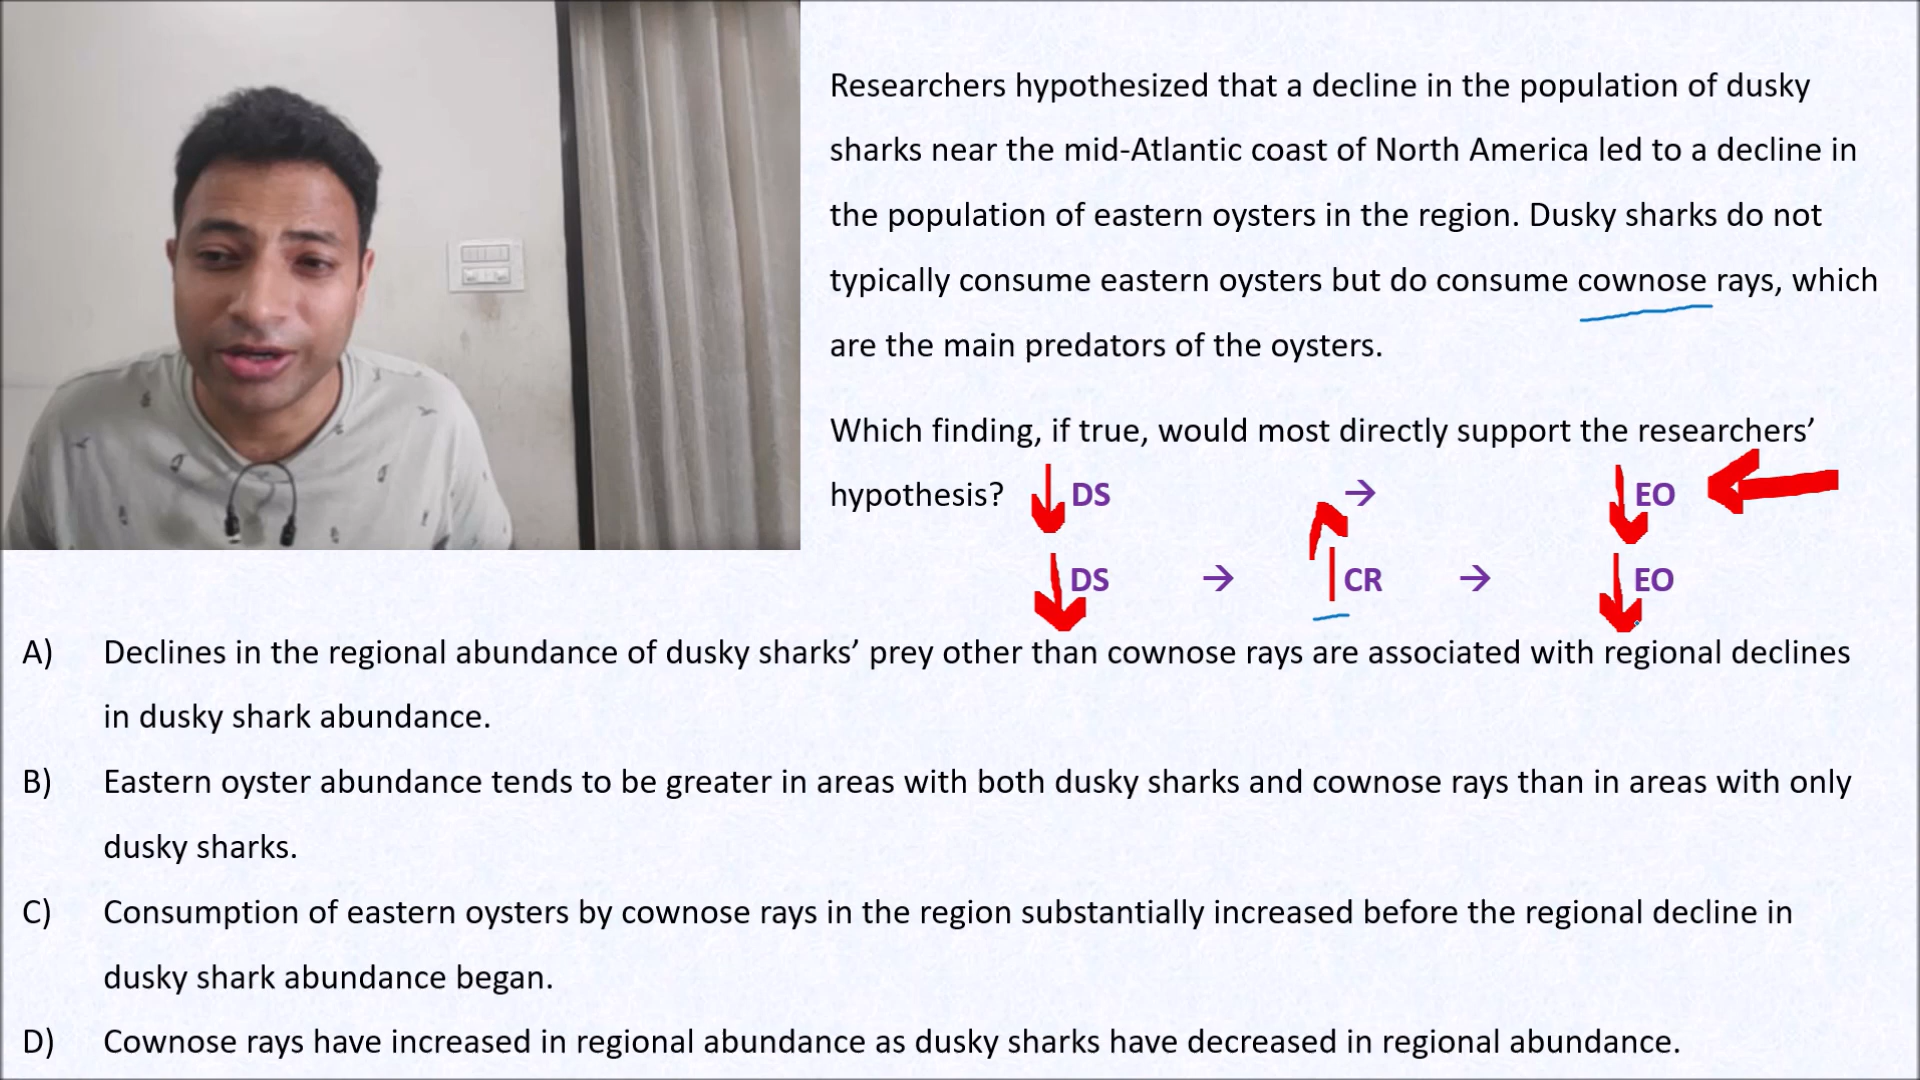 Researchers hypothesized that a decline in the population of dusky
sharks near the mid-Atlantic coast of North America led to a decline in
the population of eastern oysters in the region. Dusky sharks do not
typically consume eastern oysters but do consume cownose rays, which
are the main predators of the oysters.
Which finding, if true, would most directly support the researchers’
hypothesis? DS → EO
DS → CR → EO
A) Declines in the regional abundance of dusky sharks’ prey other than cownose rays are associated with regional declines
in dusky shark abundance.
B) Eastern oyster abundance tends to be greater in areas with both dusky sharks and cownose rays than in areas with only
dusky sharks.
C) Consumption of eastern oysters by cownose rays in the region substantially increased before the regional decline in
dusky shark abundance began.
D) Cownose rays have increased in regional abundance as dusky sharks have decreased in regional abundance.